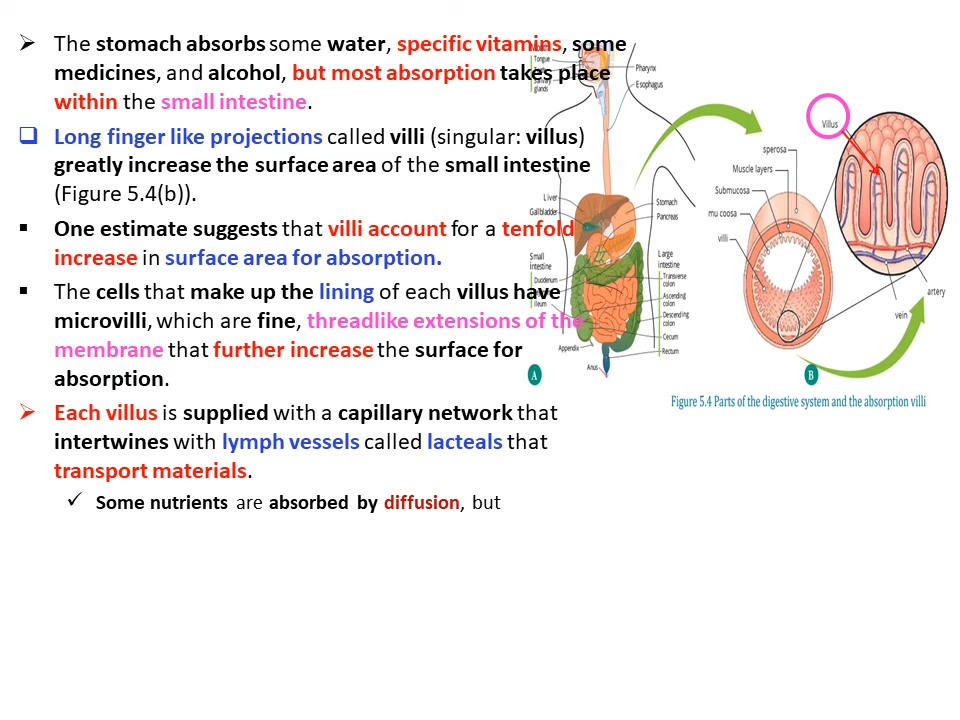 The stomach absorbs some water, specific vitamins, some
medicines, and alcohol, but most absorption takes place
within the small intestine.
Long finger like projections called villi (singular: villus)
greatly increase the surface area of the small intestine
(Figure 5.4(b)).
One estimate suggests that villi account for a tenfold
increase in surface area for absorption.
The cells that make up the lining of each villus have
microvilli, which are fine, threadlike extensions of the
membrane that further increase the surface for
absorption.
Each villus is supplied with a capillary network that
intertwines with lymph vessels called lacteals that
transport materials.
Some nutrients are absorbed by diffusion, but
Tongue
Salivary
glands
Pharynx
Esophagus
Liver
Gallbladder
Small
intestine
Duodenum
ileum
Appendix
Anus
Stomach
Pancreas
Large
intestine
Transverse
colon
Ascending
colon
Descending
colon
Cecum
Rectum
A
sperosa
Muscle layers
Submucosa
mu coosa
villi
Villus
artery
vein
B
Figure 5.4 Parts of the digestive system and the absorption villi